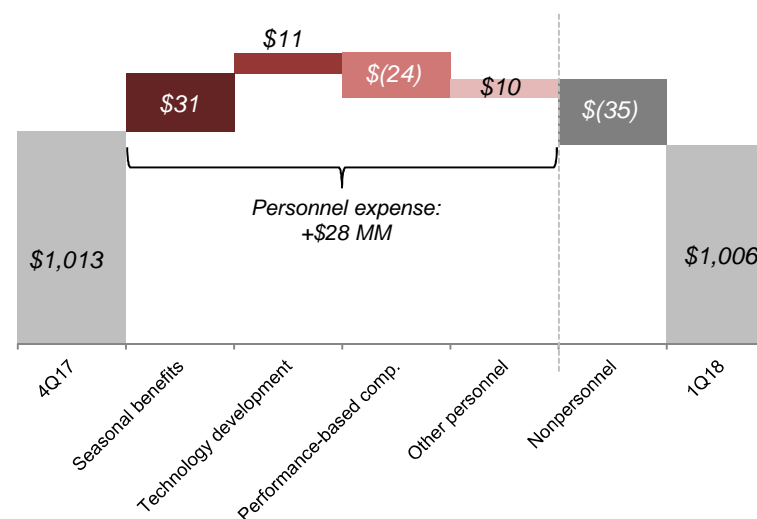 $11
$31
$(24)
$10
$(35)
Personnel expense:
+$28 MM
$1,013
$1,006
4Q17
Seasonal benefits
Technology development
Performance-based comp.
Other personnel
Nonpersonnel
1Q18